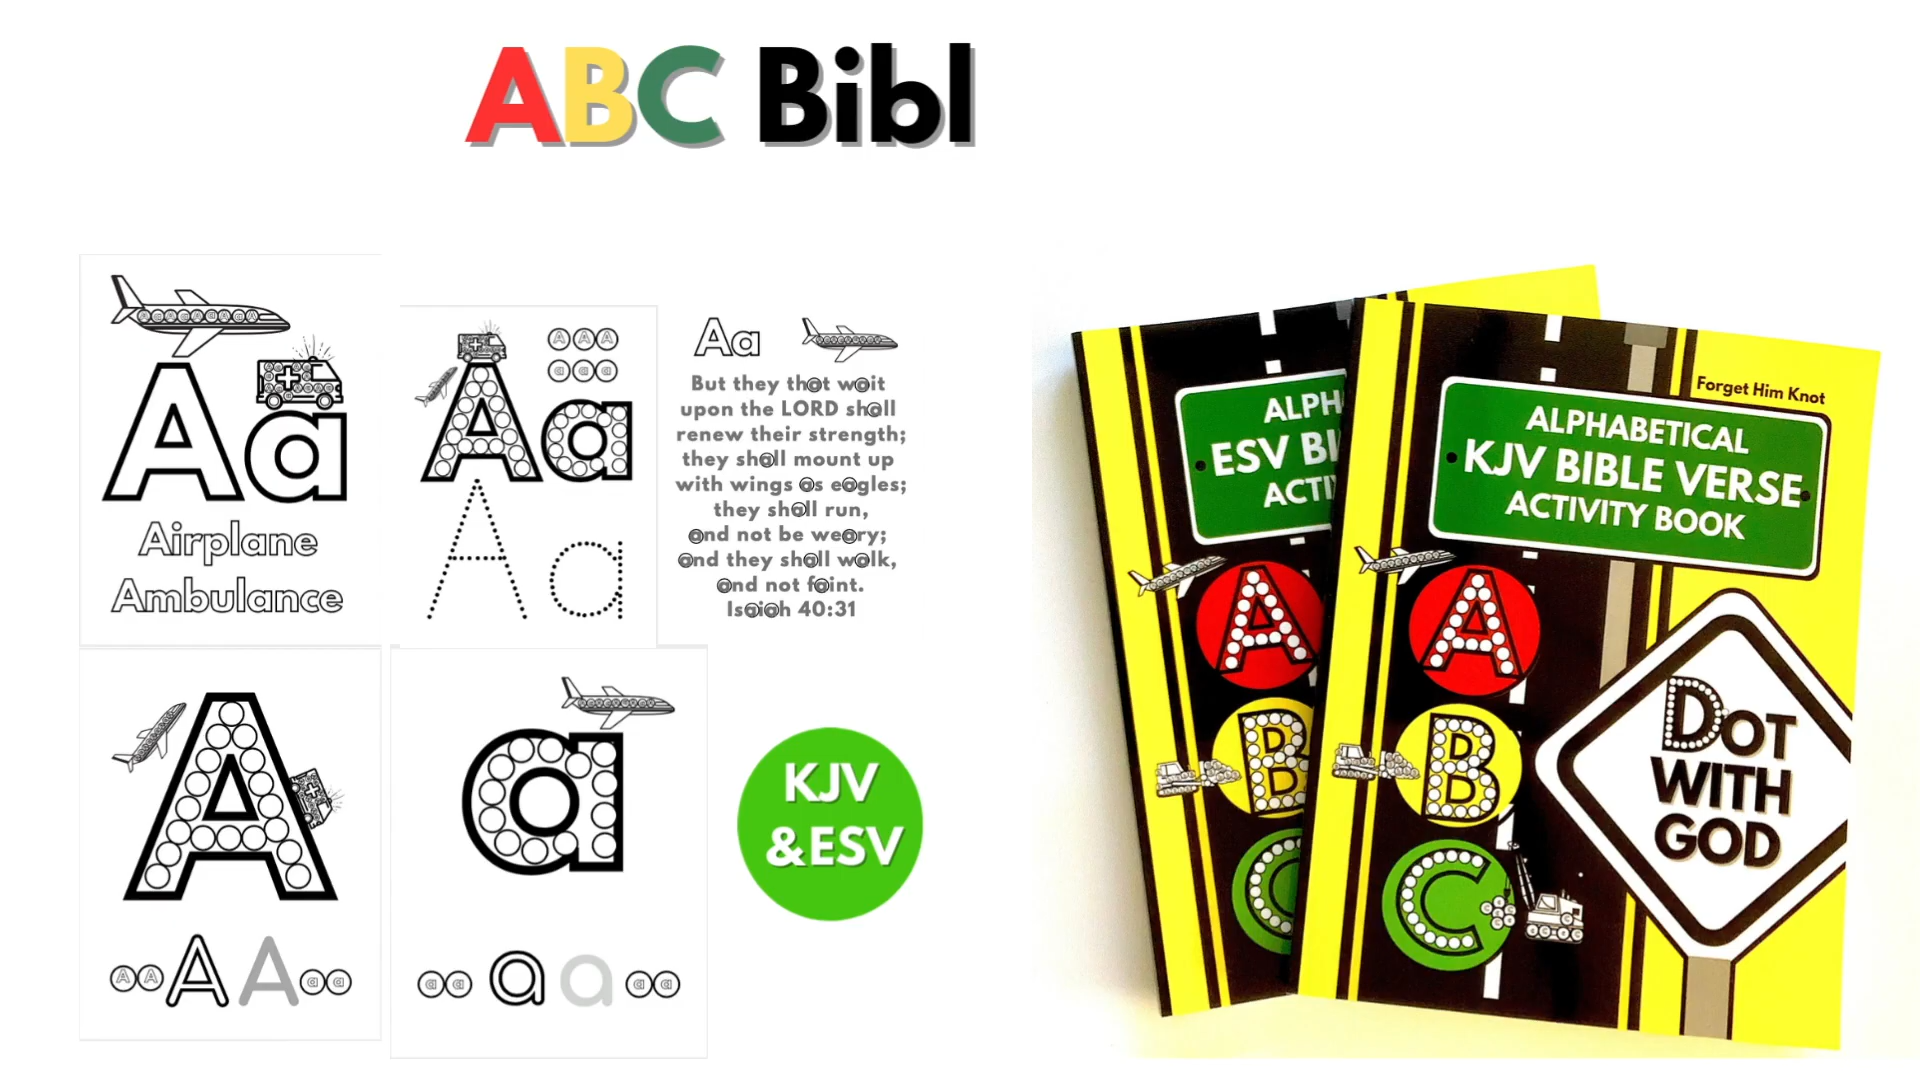 ABC Bibl
Aa
Airplane
Ambulance
A A A
a a a
Aa
Aa
Aa
But they that wait
upon the LORD shall
renew their strength;
they shall mount up
with wings as eagles;
they shall run,
and not be weary;
and they shall walk,
and not faint.
Isaiah 40:31
A
A A A A a a
a
a a a a a a
KJV
&ESV
ALPH
ESV BI
ACTI
A
B
C
Forget Him Knot
ALPHABETICAL
KJV BIBLE VERSE
ACTIVITY BOOK
A
B
C
DOT
WITH
GOD